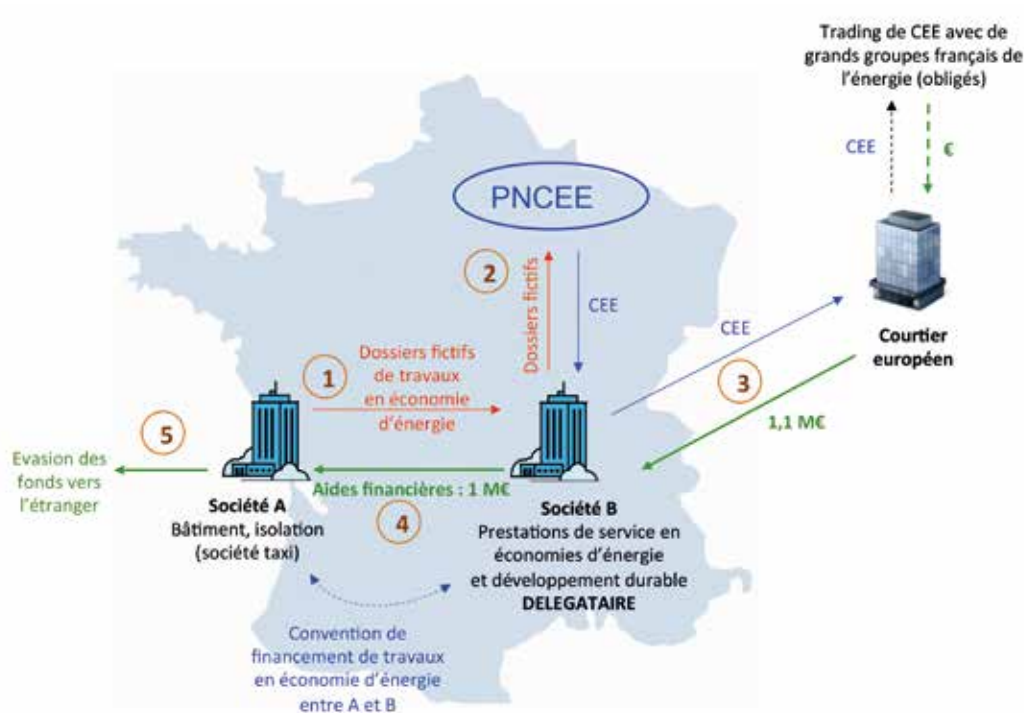 Trading de CEE avec de
grands groupes français de
l'énergie (obligés)
CEE
€
PNCEE
2
Dossiers fictifs
CEE
CEE
Courtier
européen
1
Dossiers fictifs
de travaux
en économie
d'énergie
3
1,1 M€
5
Evasion des
fonds vers
l'étranger
Aides financières : 1 M€
4
Société A
Bâtiment, isolation
(société taxi)
Société B
Prestations de service en
économies d'énergie
et développement durable
DELEGATAIRE
Convention de
financement de travaux
en économie d'énergie
entre A et B